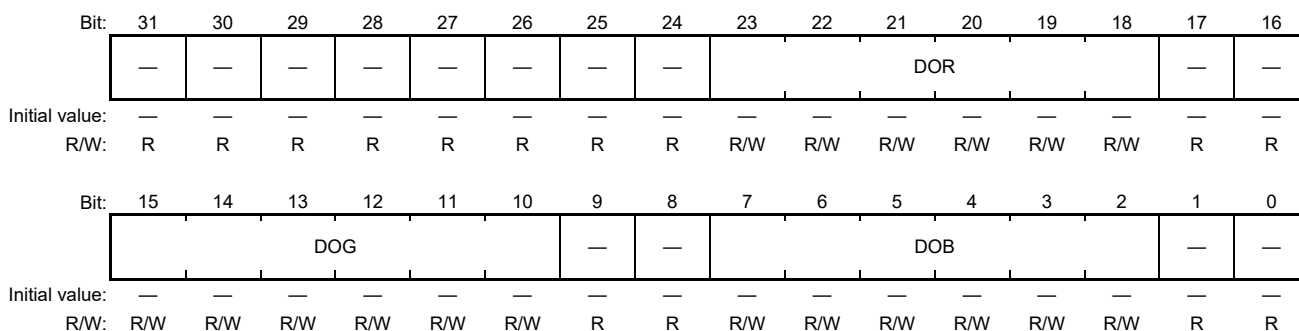 Bit: 31 30 29 28 27 26 25 24 23 22 21 20 19 18 17 16
— — — — — — — — DOR — —
Initial value: — — — — — — — — — — — — — — — —
R/W: R R R R R R R R R/W R/W R/W R/W R/W R/W R R
Bit: 15 14 13 12 11 10 9 8 7 6 5 4 3 2 1 0
DOG — — DOB — —
Initial value: — — — — — — — — — — — — — — — —
R/W: R/W R/W R/W R/W R/W R/W R R R/W R/W R/W R/W R/W R/W R R